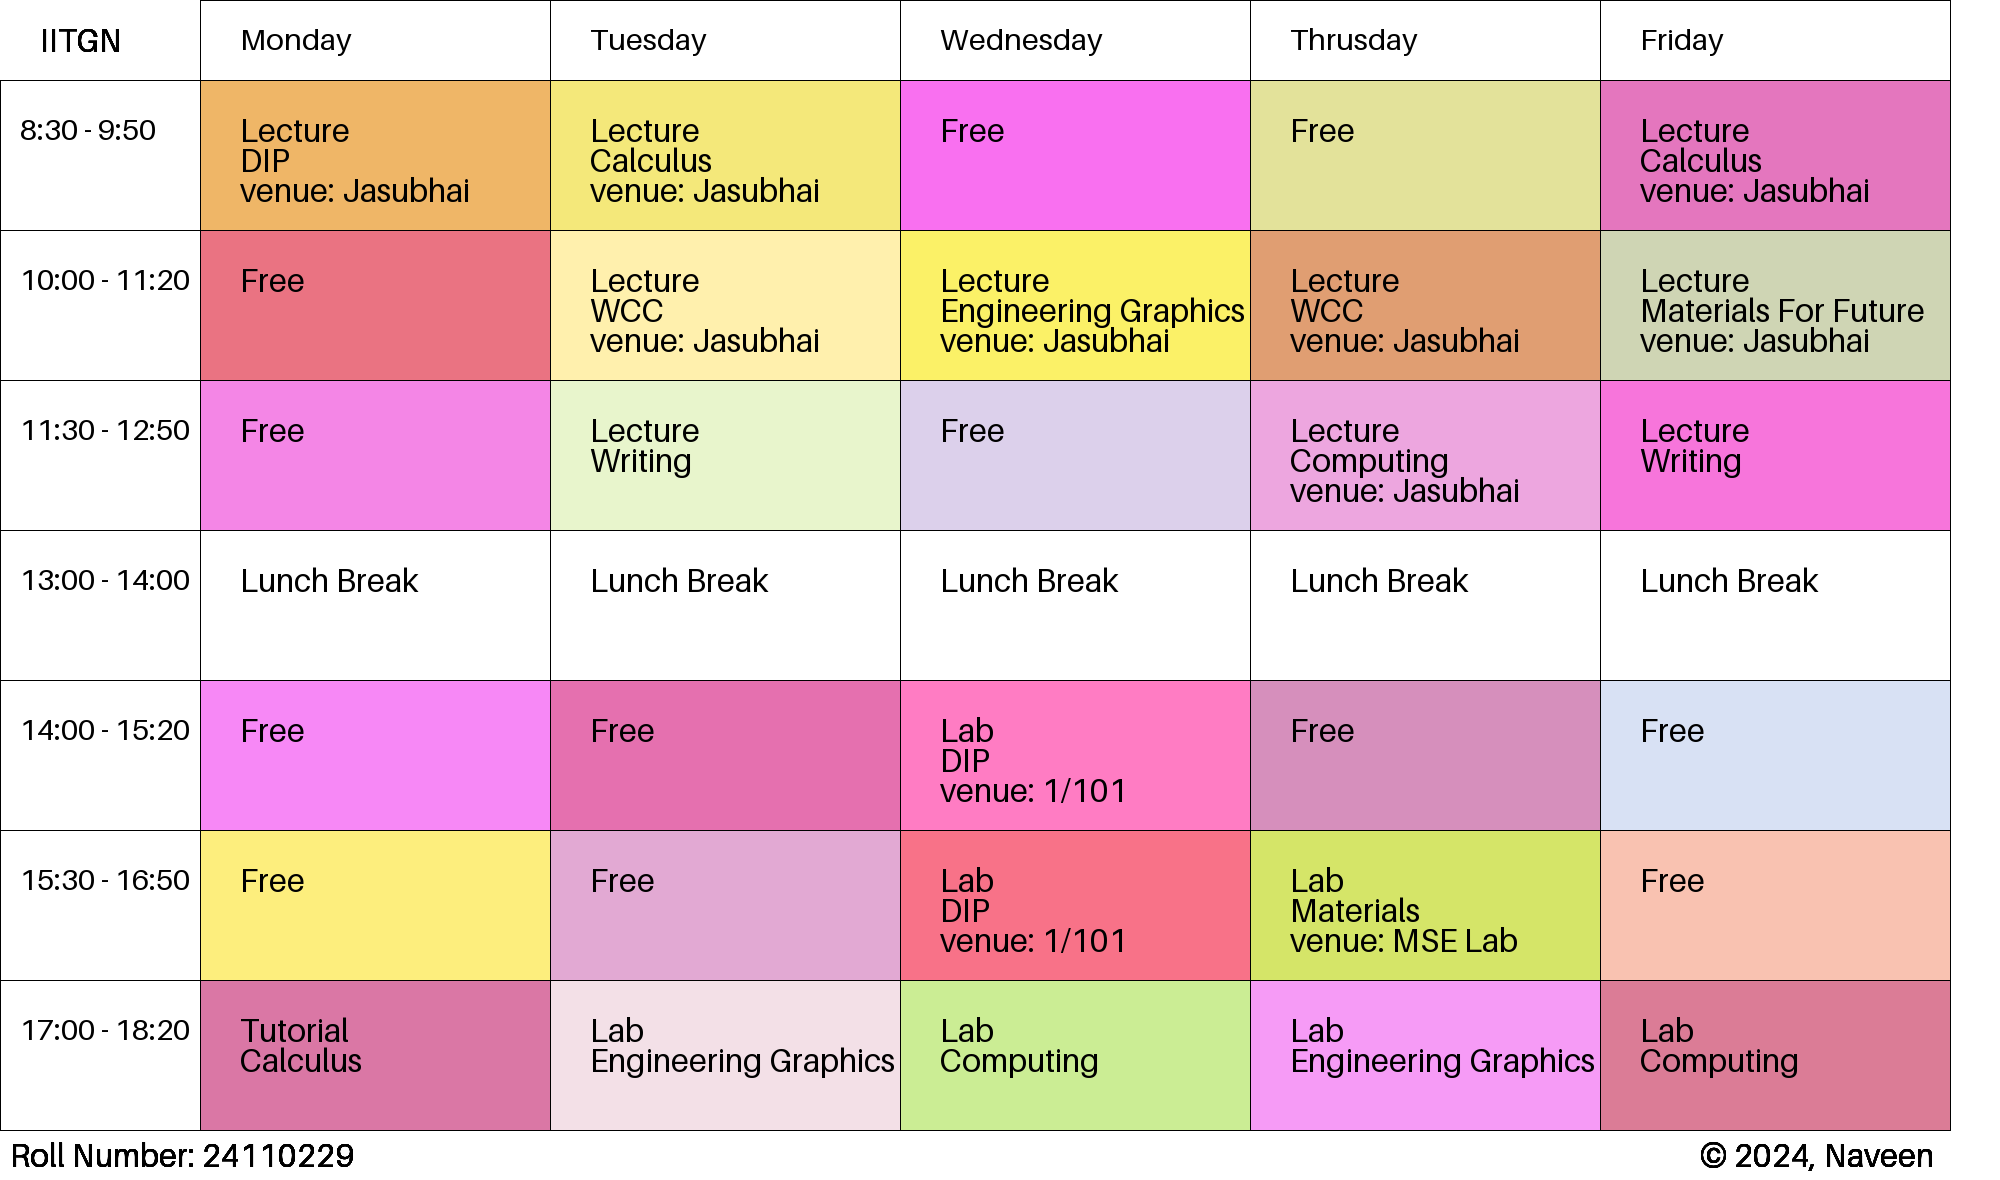 IITGN
Monday
Tuesday
Wednesday
Thrusday
Friday
8:30 - 9:50
Lecture
DIP
venue: Jasubhai
Lecture
Calculus
venue: Jasubhai
Free
Free
Lecture
Calculus
venue: Jasubhai
10:00 - 11:20
Free
Lecture
WCC
venue: Jasubhai
Lecture
Engineering Graphics
venue: Jasubhai
Lecture
WCC
venue: Jasubhai
Lecture
Materials For Future
venue: Jasubhai
11:30 - 12:50
Free
Lecture
Writing
Free
Lecture
Computing
venue: Jasubhai
Lecture
Writing
13:00 - 14:00
Lunch Break
Lunch Break
Lunch Break
Lunch Break
Lunch Break
14:00 - 15:20
Free
Free
Lab
DIP
venue: 1/101
Free
Free
15:30 - 16:50
Free
Free
Lab
DIP
venue: 1/101
Lab
Materials
venue: MSE Lab
Free
17:00 - 18:20
Tutorial
Calculus
Lab
Engineering Graphics
Lab
Computing
Lab
Engineering Graphics
Lab
Computing
Roll Number: 24110229
© 2024, Naveen